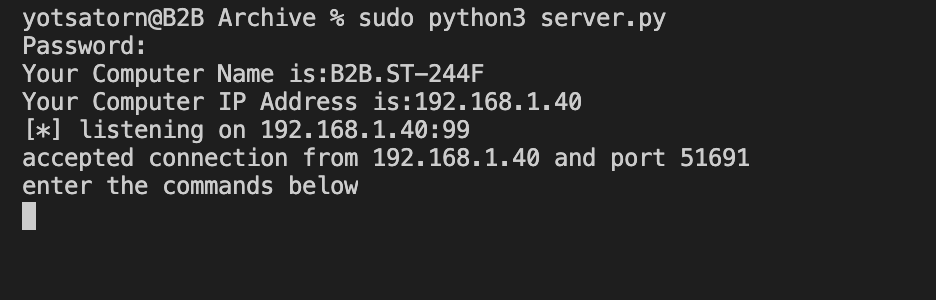 yotsatorn@B2B Archive % sudo python3 server.py
Password:
Your Computer Name is:B2B.ST-244F
Your Computer IP Address is:192.168.1.40
[*] listening on 192.168.1.40:99
accepted connection from 192.168.1.40 and port 51691
enter the commands below